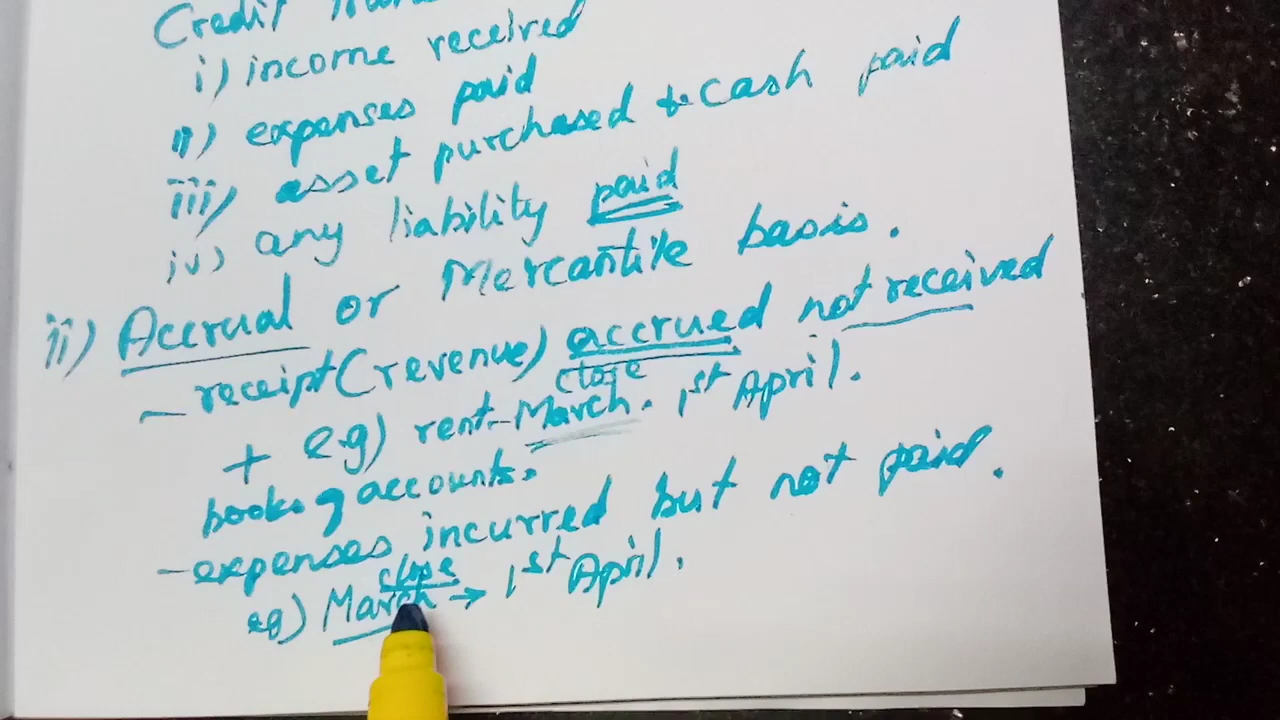 Credit
i) income received
ii) expenses paid
iii) asset purchased & cash paid
iv) any liability paid
ii) Accrual or Mercantile basis.
– receipt (revenue) accrued not received
close
+ eg) rent - March. 1st April.
books of accounts.
– expenses incurred but not paid.
close
eg) March → 1st April.